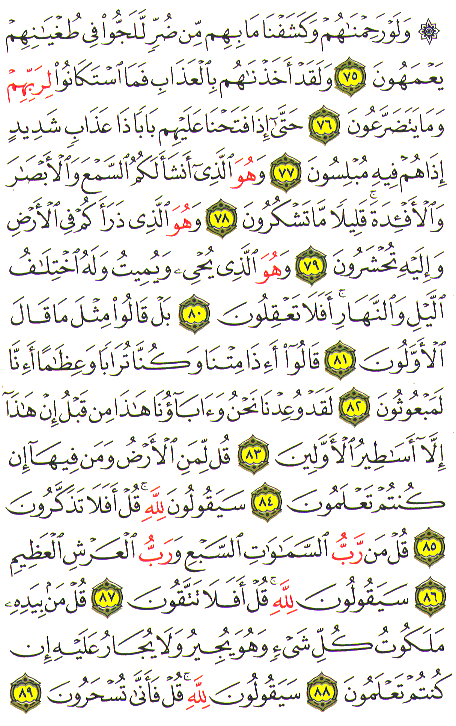 ۞ وَلَوۡ رَحِمۡنَٰهُمۡ وَكَشَفۡنَا مَا بِهِم مِّن ضُرّٖ لَّلَجُّواْ فِي طُغۡيَٰنِهِمۡ
يَعۡمَهُونَ ٧٥ وَلَقَدۡ أَخَذۡنَٰهُم بِٱلۡعَذَابِ فَمَا ٱسۡتَكَانُواْ لِرَبِّهِمۡ
وَمَا يَتَضَرَّعُونَ ٧٦ حَتَّىٰٓ إِذَا فَتَحۡنَا عَلَيۡهِم بَابٗا ذَا عَذَابٖ شَدِيدٍ
إِذَا هُمۡ فِيهِ مُبۡلِسُونَ ٧٧ وَهُوَ ٱلَّذِيٓ أَنشَأَ لَكُمُ ٱلسَّمۡعَ وَٱلۡأَبۡصَٰرَ
وَٱلۡأَفۡـِٔدَةَۚ قَلِيلٗا مَّا تَشۡكُرُونَ ٧٨ وَهُوَ ٱلَّذِي ذَرَأَكُمۡ فِي ٱلۡأَرۡضِ
وَإِلَيۡهِ تُحۡشَرُونَ ٧٩ وَهُوَ ٱلَّذِي يُحۡيِۦ وَيُمِيتُ وَلَهُ ٱخۡتِلَٰفُ
ٱلَّيۡلِ وَٱلنَّهَارِۚ أَفَلَا تَعۡقِلُونَ ٨٠ بَلۡ قَالُواْ مِثۡلَ مَا قَالَ
ٱلۡأَوَّلُونَ ٨١ قَالُوٓاْ أَءِذَا مِتۡنَا وَكُنَّا تُرَابٗا وَعِظَٰمًا أَءِنَّا
لَمَبۡعُوثُونَ ٨٢ لَقَدۡ وُعِدۡنَا نَحۡنُ وَءَابَآؤُنَا هَٰذَا مِن قَبۡلُ إِنۡ هَٰذَآ
إِلَّآ أَسَٰطِيرُ ٱلۡأَوَّلِينَ ٨٣ قُل لِّمَنِ ٱلۡأَرۡضُ وَمَن فِيهَآ إِن
كُنتُمۡ تَعۡلَمُونَ ٨٤ سَيَقُولُونَ لِلَّهِۚ قُلۡ أَفَلَا تَذَكَّرُونَ
٨٥ قُلۡ مَن رَّبُّ ٱلسَّمَٰوَٰتِ ٱلسَّبۡعِ وَرَبُّ ٱلۡعَرۡشِ ٱلۡعَظِيمِ
٨٦ سَيَقُولُونَ لِلَّهِۚ قُلۡ أَفَلَا تَتَّقُونَ ٨٧ قُلۡ مَنۢ بِيَدِهِۦ
مَلَكُوتُ كُلِّ شَيۡءٖ وَهُوَ يُجِيرُ وَلَا يُجَارُ عَلَيۡهِ إِن
كُنتُمۡ تَعۡلَمُونَ ٨٨ سَيَقُولُونَ لِلَّهِۚ قُلۡ فَأَنَّىٰ تُسۡحَرُونَ ٨٩